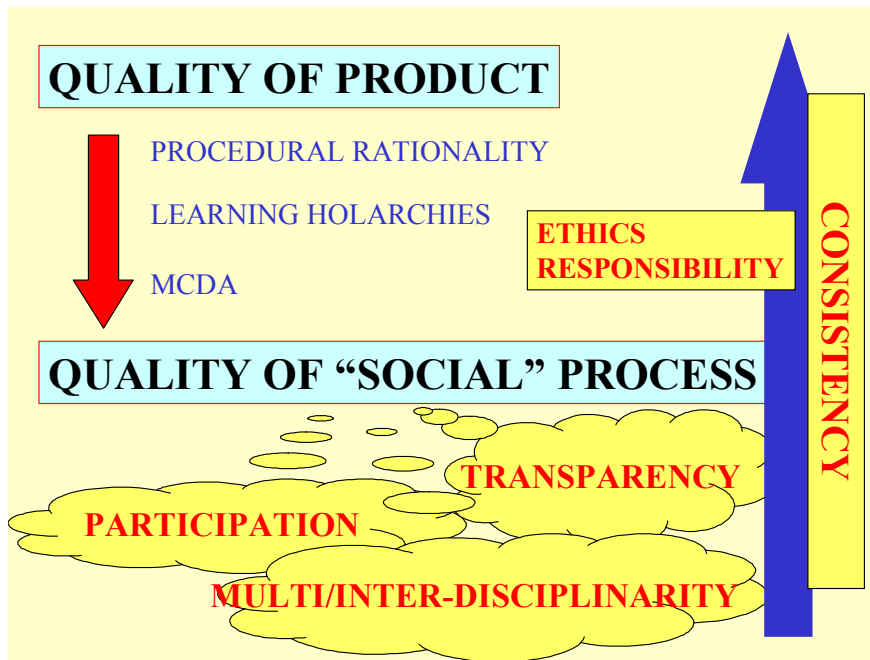 QUALITY OF PRODUCT
PROCEDURAL RATIONALITY
LEARNING HOLARCHIES
MCDA
ETHICS
RESPONSIBILITY
CONSISTENCY
QUALITY OF “SOCIAL” PROCESS
TRANSPARENCY
PARTICIPATION
MULTI/INTER-DISCIPLINARITY